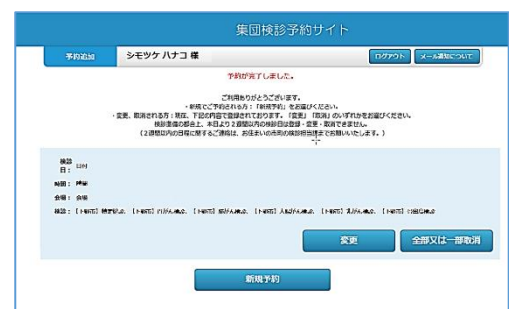 集団検診予約サイト
予約追加 シモツケ ハナコ 様 ログアウト メール通知について
予約が完了しました。
ご利用ありがとうございます。
・新規でご予約される方:「新規予約」をお選びください。
・変更、取消される方:現在、下記の内容で登録されております。「変更」「取消」のいずれかをお選びください。
検診準備の都合上、本日より2週間以内の検診日は登録・変更・取消できません。
(2週間以内の日程に関するご連絡は、お住まいの市町の検診担当課までお願いいたします。)
検診
日: 日付
時間: 時間
会場: 会場
検診:
変更 全部又は一部取消
新規予約